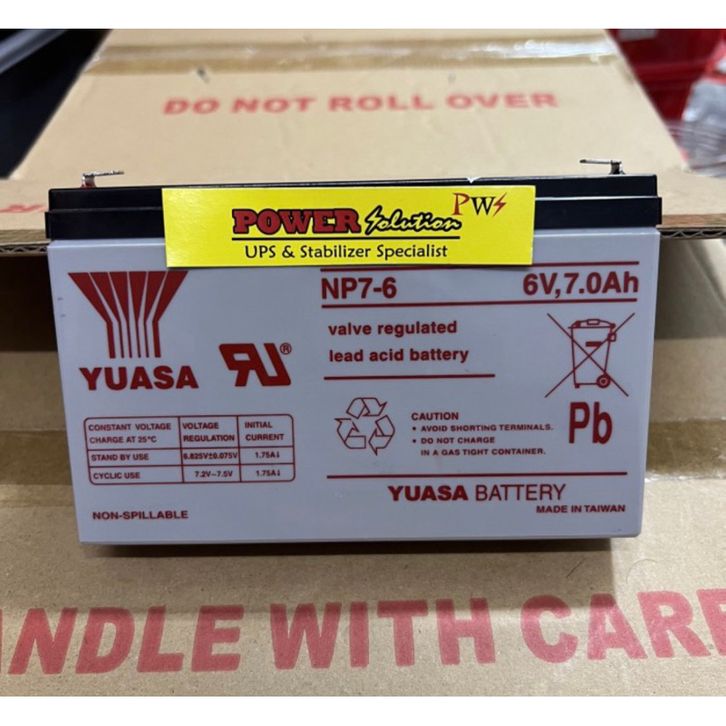 DO NOT ROLL OVER
POWER Solution PWS
UPS & Stabilizer Specialist
NP7-6 6V,7.0Ah
valve regulated
lead acid battery
YUASA
RU®
CONSTANT VOLTAGE CHARGE AT 25°C VOLTAGE REGULATION INITIAL CURRENT
STAND BY USE 6.825V±0.075V 1.75A↓
CYCLIC USE 7.2V~7.5V 1.75A↓
NON-SPILLABLE
CAUTION
• AVOID SHORTING TERMINALS.
• DO NOT CHARGE
IN A GAS TIGHT CONTAINER.
Pb
YUASA BATTERY
MADE IN TAIWAN
NDLE WITH CAR